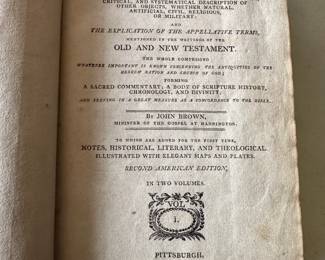 CRITICAL, AND SYSTEMATICAL DESCRIPTION OF
OTHER OBJECTS, WHETHER NATURAL,
ARTIFICIAL, CIVIL, RELIGIOUS,
OR MILITARY:
AND
THE EXPLICATION OF THE APPELLATIVE TERMS,
MENTIONED IN THE WRITINGS OF THE
OLD AND NEW TESTAMENT.
THE WHOLE COMPRISING
WHATEVER IMPORTANT IS KNOWN CONCERNING THE ANTIQUITIES OF THE
HEBREW NATION AND CHURCH OF GOD;
FORMING
A SACRED COMMENTARY; A BODY OF SCRIPTURE HISTORY,
CHRONOLOGY, AND DIVINITY;
AND SERVING IN A GREAT MEASURE AS A CONCORDANCE TO THE BIBLE.
BY JOHN BROWN,
MINISTER OF THE GOSPEL AT HADDINGTON.
TO WHICH ARE ADDED FOR THE FIRST TIME,
NOTES, HISTORICAL, LITERARY, AND THEOLOGICAL
ILLUSTRATED WITH ELEGANT MAPS AND PLATES.
SECOND AMERICAN EDITION,
IN TWO VOLUMES.
VOL
I.
PITTSBURGH,